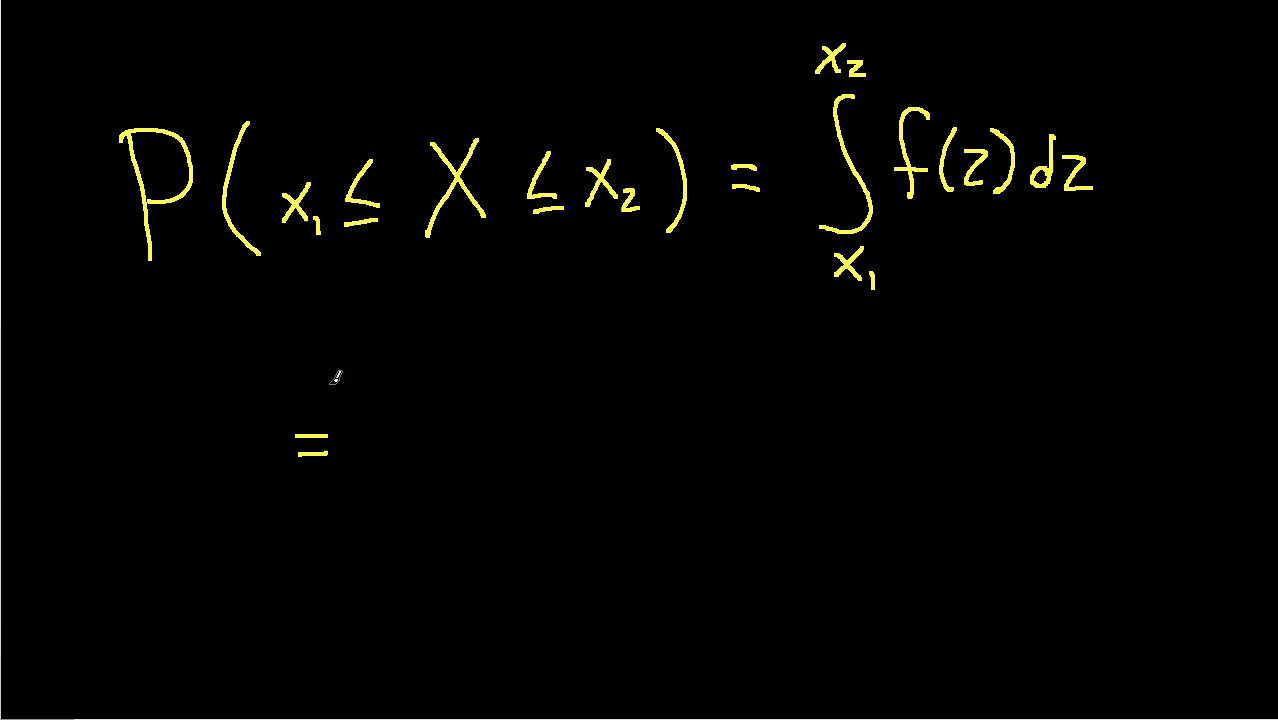 P(x₁ ≤ X ≤ x₂) = ∫_{x₁}^{x₂} f(z) dz
=